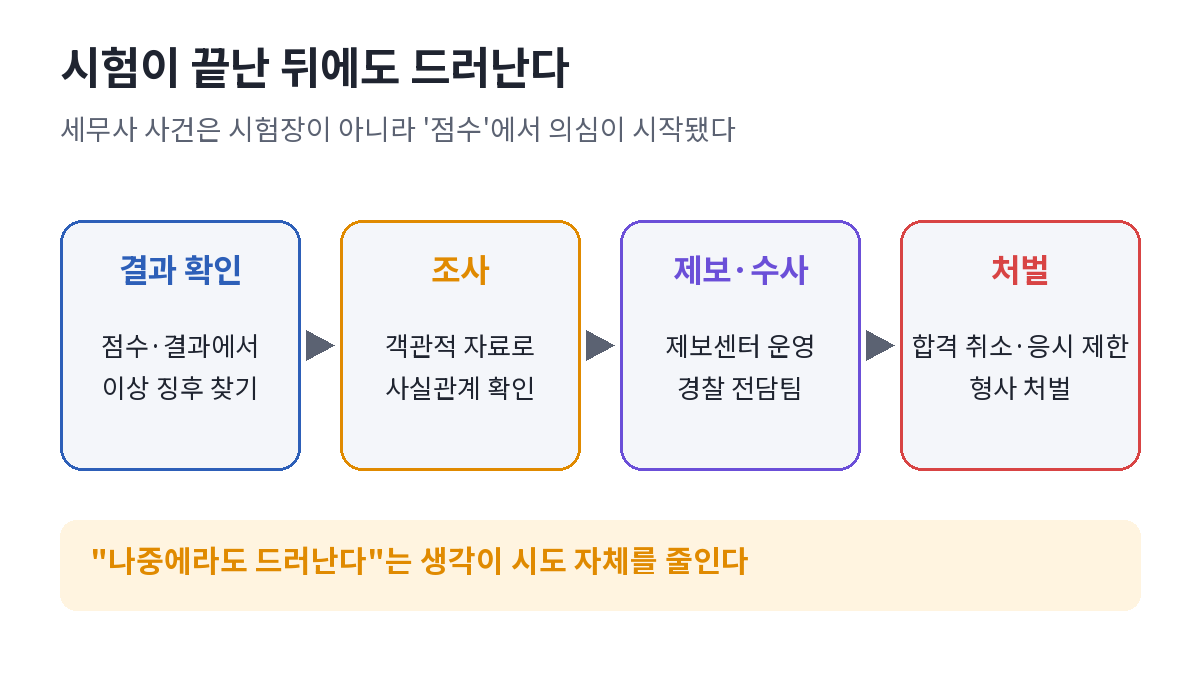 시험이 끝난 뒤에도 드러난다
세무사 사건은 시험장이 아니라 '점수'에서 의심이 시작됐다
결과 확인
점수·결과에서
이상 징후 찾기
조사
객관적 자료로
사실관계 확인
제보·수사
제보센터 운영
경찰 전담팀
처벌
합격 취소·응시 제한
형사 처벌
"나중에라도 드러난다"는 생각이 시도 자체를 줄인다